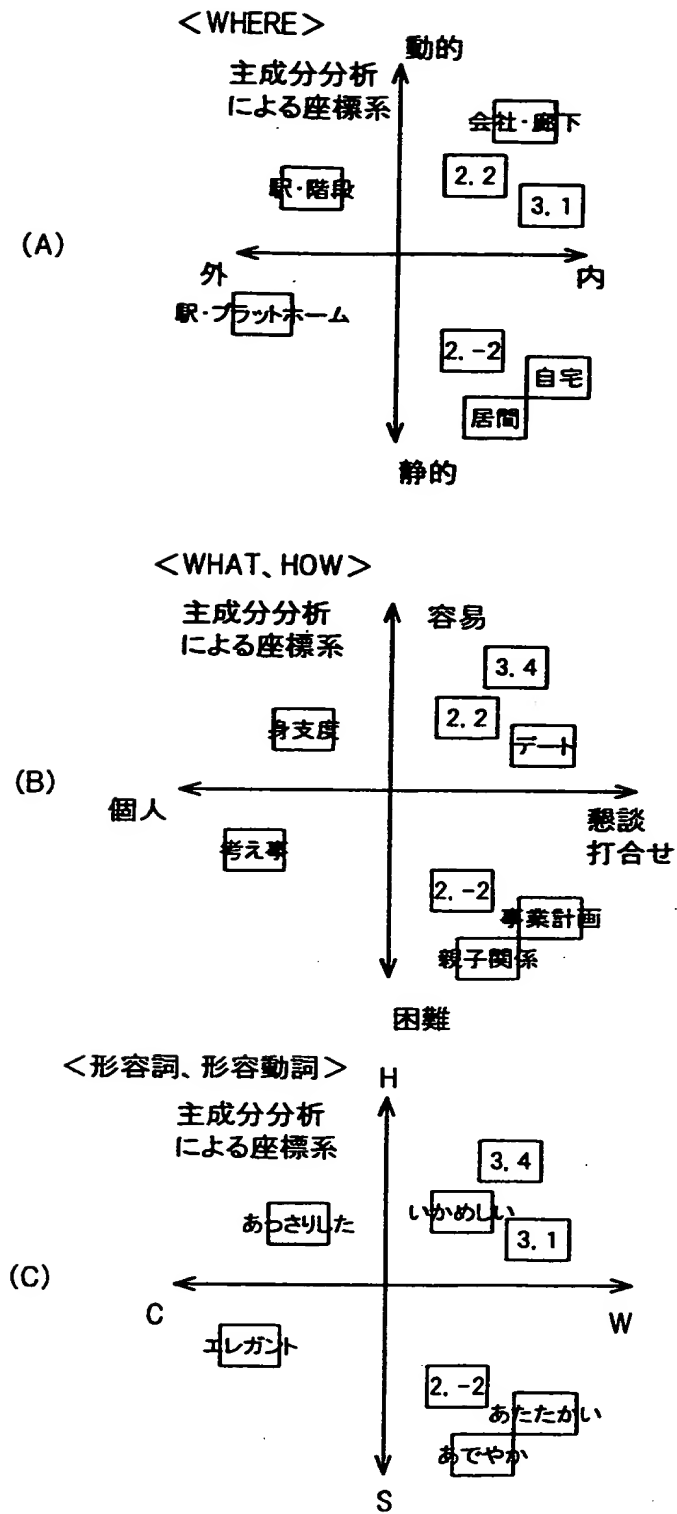 ＜WHERE＞
動的
主成分分析
による座標系
会社・廊下
2. 2
駅・階段
3. 1
(A)
外
内
駅・プラットホーム
2. -2
自宅
居間
静的
＜WHAT、HOW＞
主成分分析
による座標系
容易
3. 4
2. 2
身支度
デート
(B)
個人
懇談
打合せ
考え事
2. -2
事業計画
親子関係
困難
＜形容詞、形容動詞＞
H
主成分分析
による座標系
3. 4
いかめしい
あっさりした
3. 1
(C)
C
W
エレガント
2. -2
あたたかい
あでやか
S